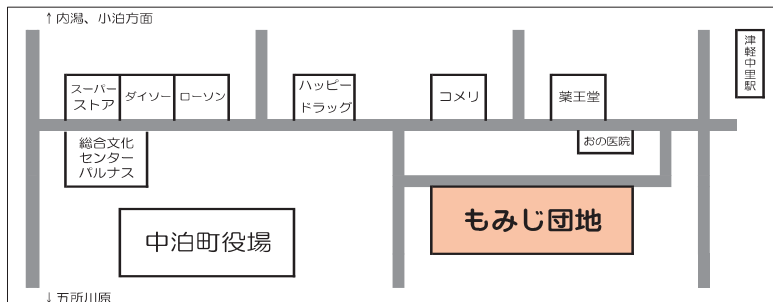 ↑内潟、小泊方面
津軽中里駅
スーパー
ストア
ダイソー
ローソン
ハッピー
ドラッグ
コメリ
薬王堂
総合文化
センター
パルナス
おの医院
中泊町役場
もみじ団地
↓五所川原